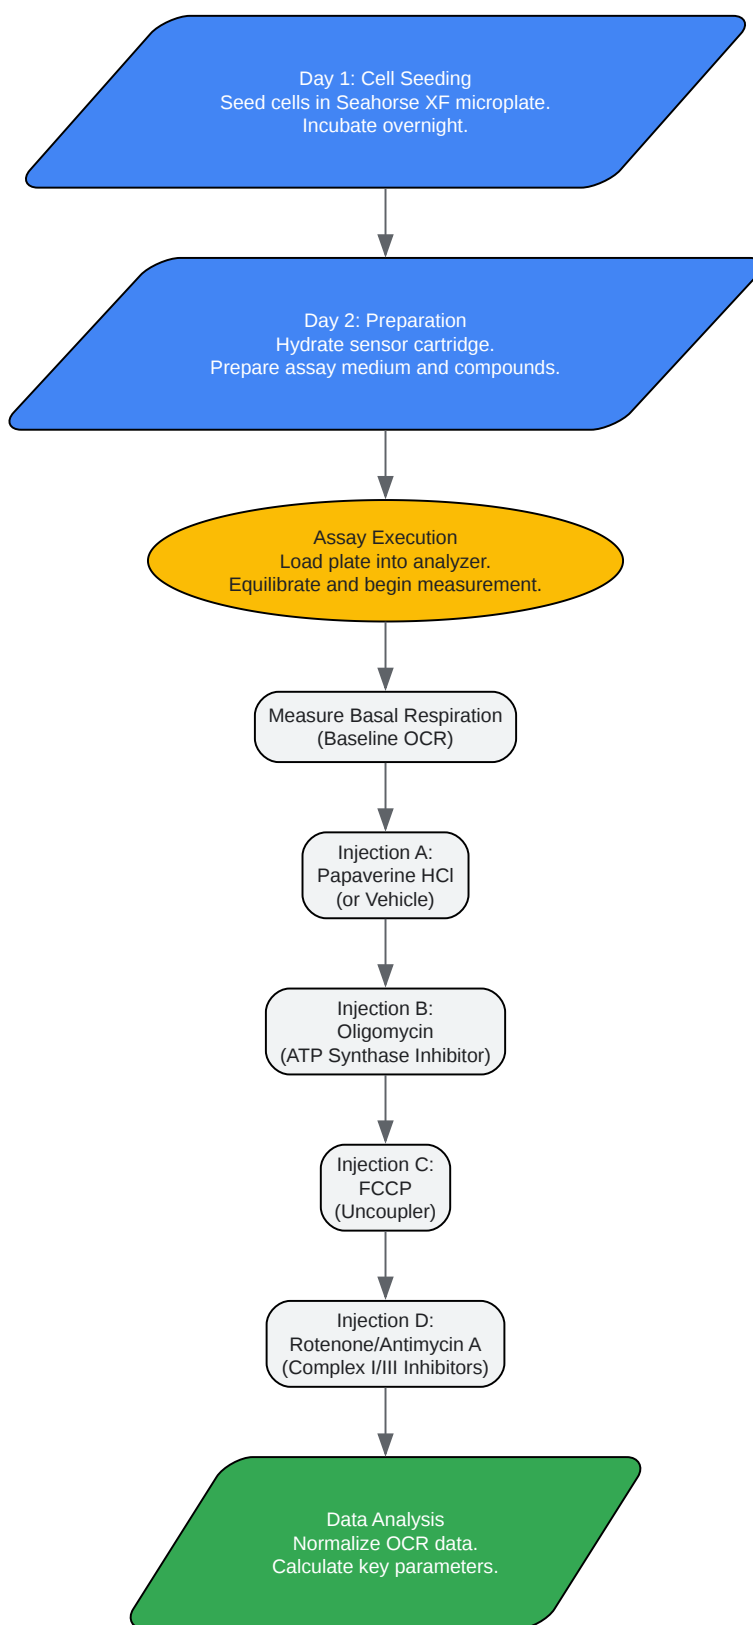 Day 1: Cell Seeding
Seed cells in Seahorse XF microplate.
Incubate overnight.
Day 2: Preparation
Hydrate sensor cartridge.
Prepare assay medium and compounds.
Assay Execution
Load plate into analyzer.
Equilibrate and begin measurement.
Measure Basal Respiration
(Baseline OCR)
Injection A:
Papaverine HCl
(or Vehicle)
Injection B:
Oligomycin
(ATP Synthase Inhibitor)
Injection C:
FCCP
(Uncoupler)
Injection D:
Rotenone/Antimycin A
(Complex I/III Inhibitors)
Data Analysis
Normalize OCR data.
Calculate key parameters.